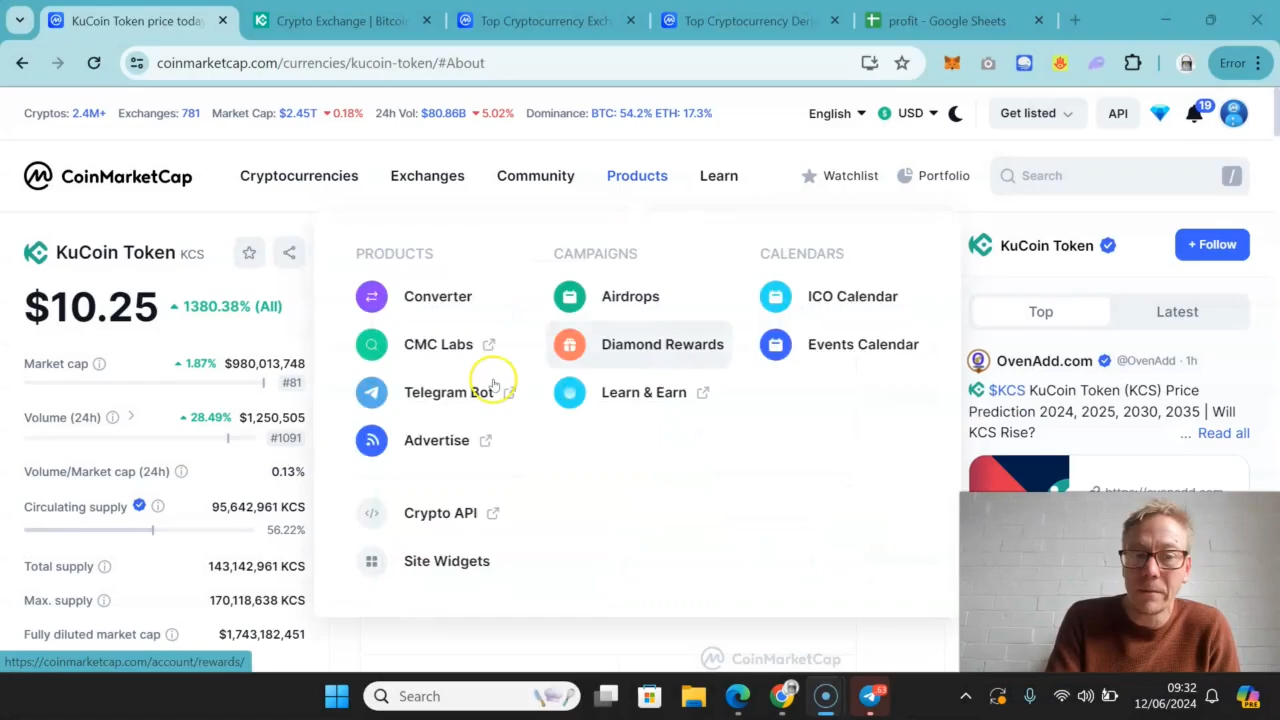 KuCoin Token price today
Crypto Exchange | Bitcoin
Top Cryptocurrency Exch
Top Cryptocurrency Deri
profit - Google Sheets
coinmarketcap.com/currencies/kucoin-token/#About
Error
Cryptos: 2.4M+ Exchanges: 781 Market Cap: $2.45T 0.18% 24h Vol: $80.86B 5.02% Dominance: BTC: 54.2% ETH: 17.3%
English USD Get listed API 19
CoinMarketCap
Cryptocurrencies Exchanges Community Products Learn
Watchlist Portfolio Search /
KuCoin Token KCS
$10.25 1380.38% (All)
Market cap 1.87% $980,013,748
#81
Volume (24h) 28.49% $1,250,505
#1091
Volume/Market cap (24h) 0.13%
Circulating supply 95,642,961 KCS
56.22%
Total supply 143,142,961 KCS
Max. supply 170,118,638 KCS
Fully diluted market cap $1,743,182,451
https://coinmarketcap.com/account/rewards/
PRODUCTS
Converter
CMC Labs
Telegram Bot
Advertise
Crypto API
Site Widgets
CAMPAIGNS
Airdrops
Diamond Rewards
Learn & Earn
CALENDARS
ICO Calendar
Events Calendar
CoinMarketCap
KuCoin Token + Follow
Top Latest
OvenAdd.com @OvenAdd · 1h
$KCS KuCoin Token (KCS) Price
Prediction 2024, 2025, 2030, 2035 | Will
KCS Rise? ... Read all
https://ovenadd.com
Search
63
09:32
12/06/2024
PRE